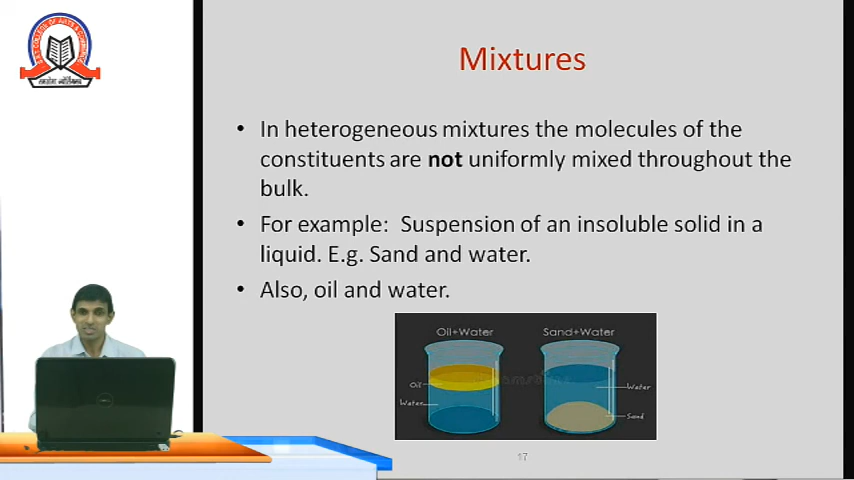 Mixtures
• In heterogeneous mixtures the molecules of the
constituents are not uniformly mixed throughout the
bulk.
• For example: Suspension of an insoluble solid in a
liquid. E.g. Sand and water.
• Also, oil and water.
Oil+Water
Sand+Water
Oil
Water
Water
Sand
17